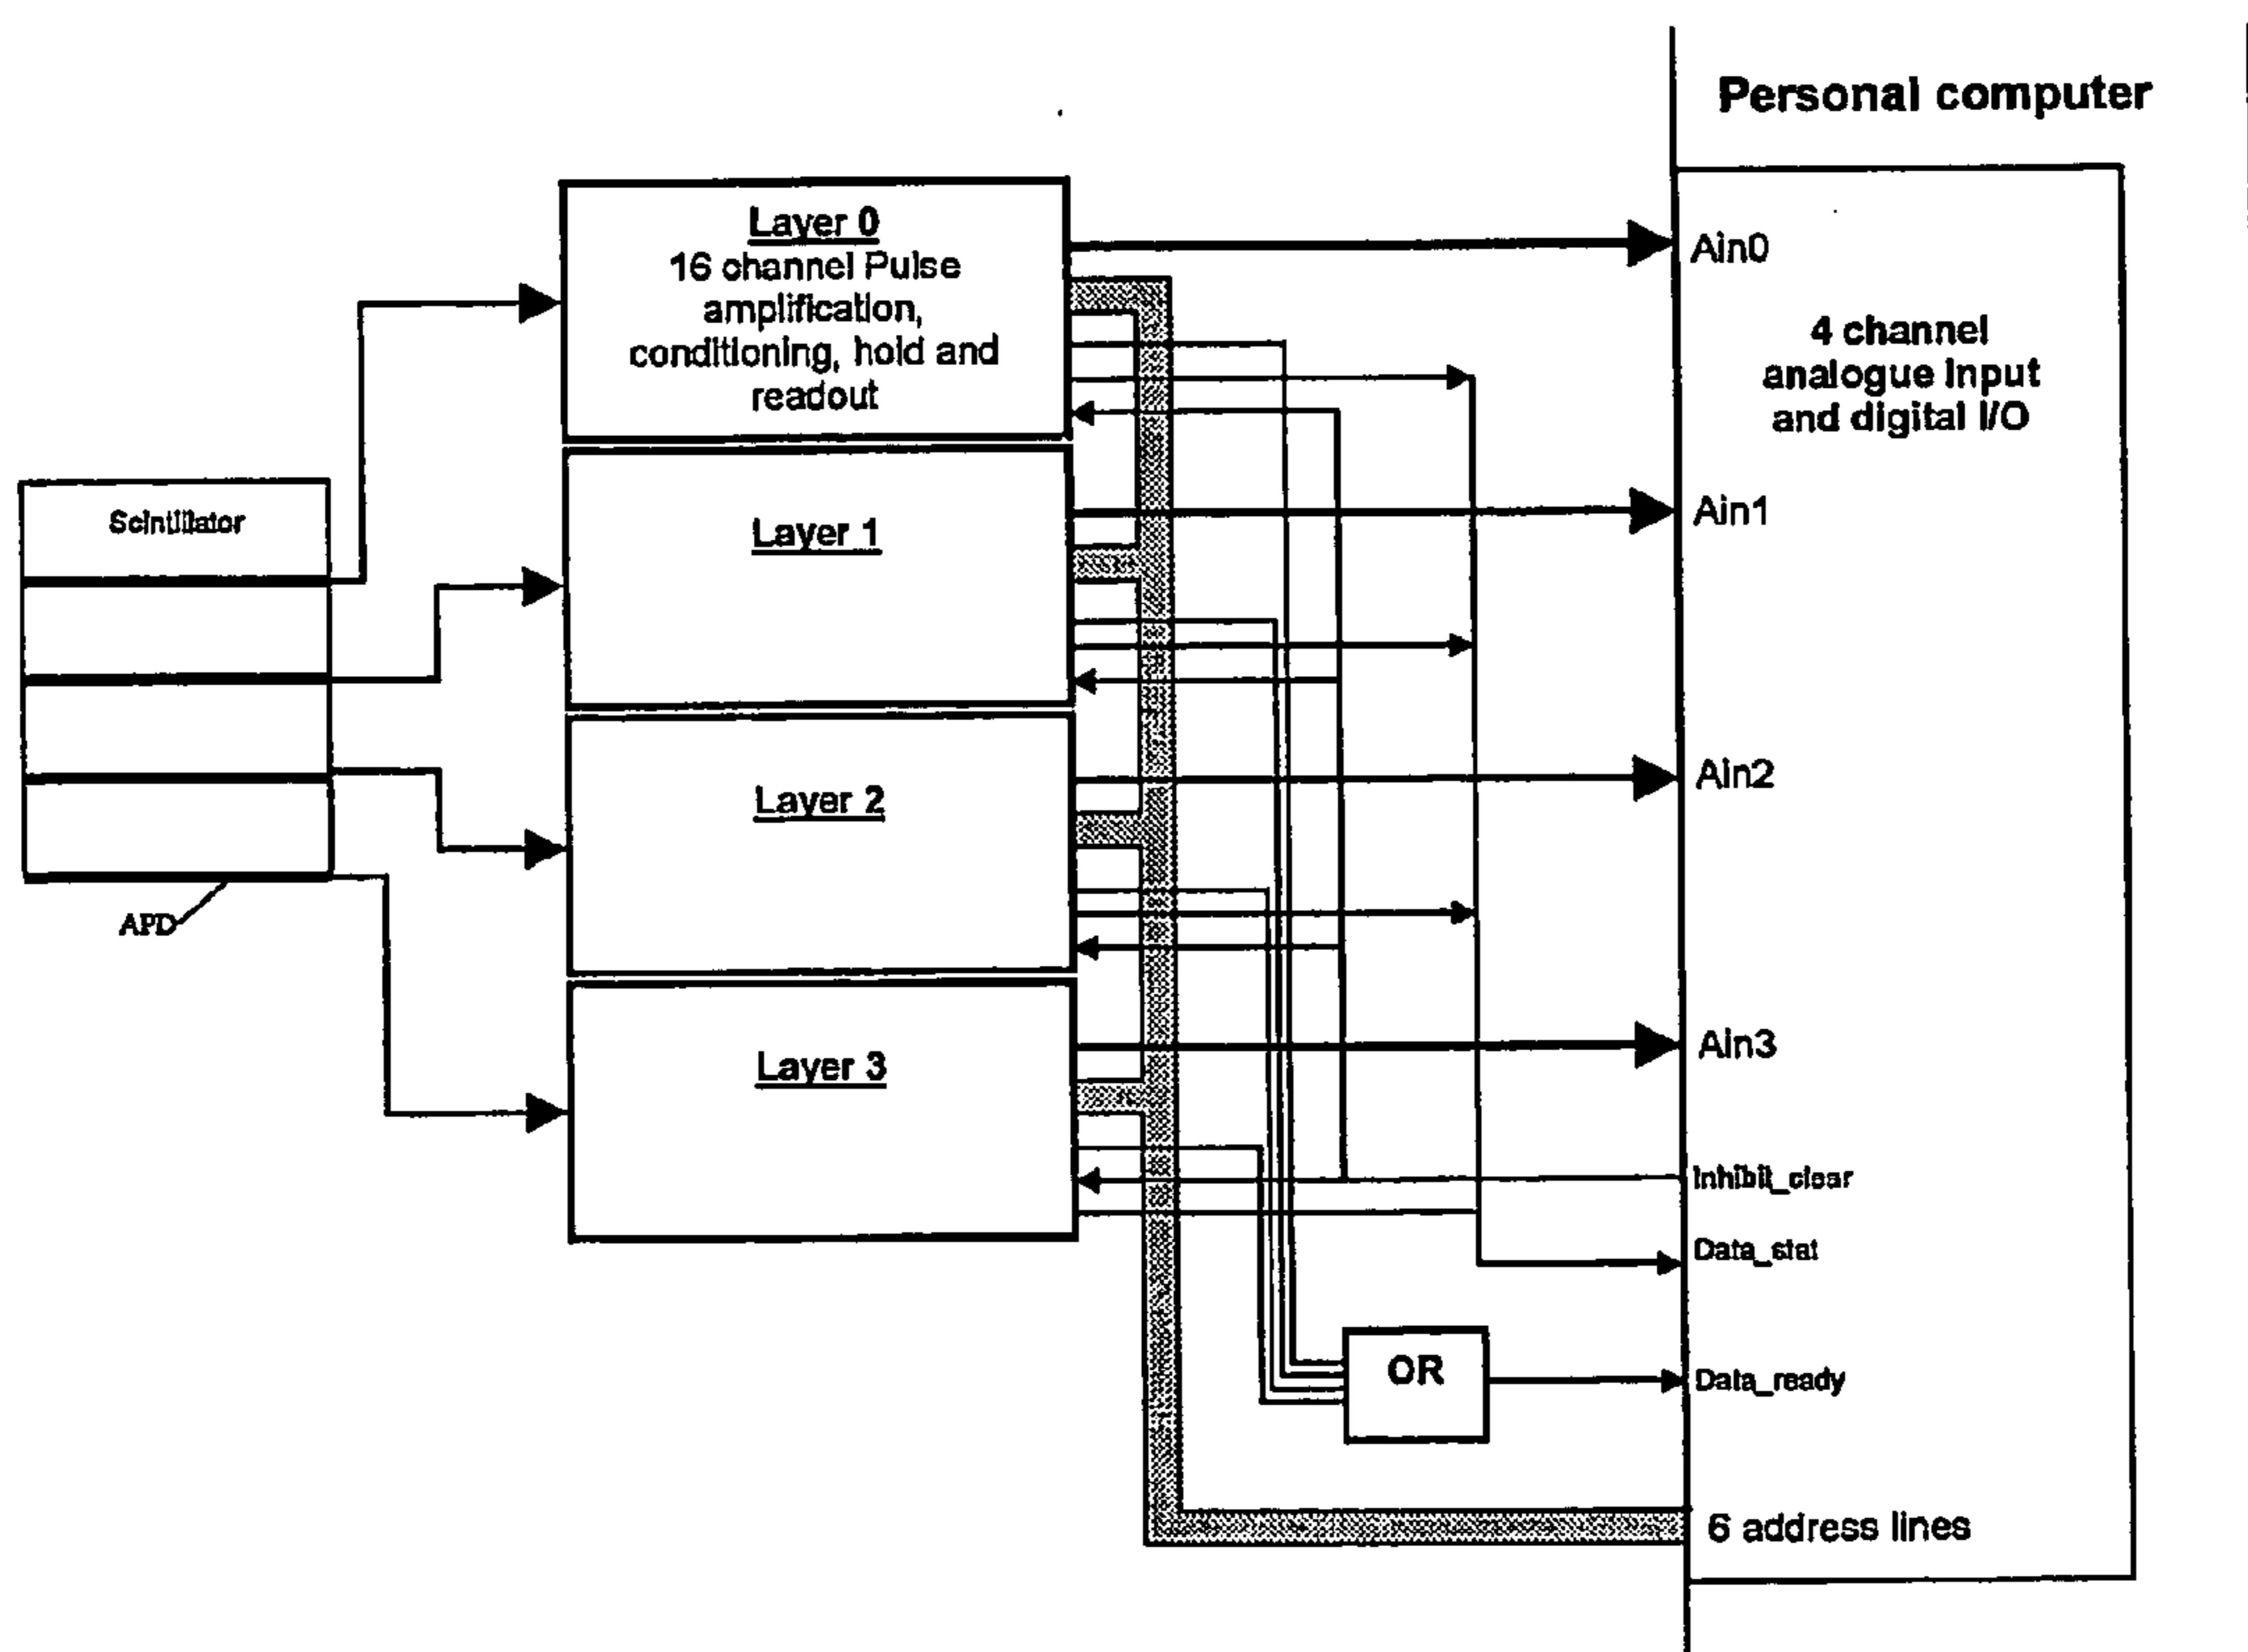 Personal computer
Layer 0
16 channel Pulse
amplification,
conditioning, hold and
readout
Ain0
4 channel
analogue Input
and digital I/O
Scintillator
Layer 1
Ain1
Layer 2
Ain2
APD
Layer 3
Ain3
Inhibit_clear
Data_stat
OR
Data_ready
6 address lines